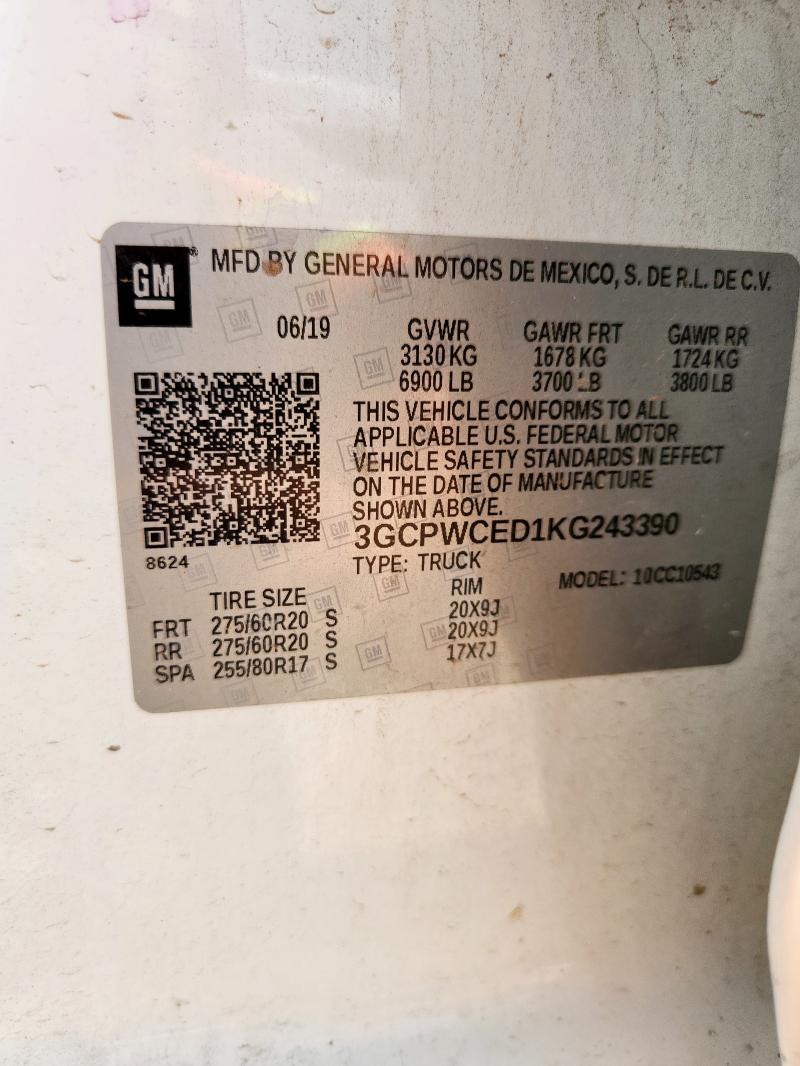 GM® MFD BY GENERAL MOTORS DE MEXICO, S. DE R.L. DE C.V.
06/19 GVWR GAWR FRT GAWR RR
3130 KG 1678 KG 1724 KG
6900 LB 3700 LB 3800 LB
THIS VEHICLE CONFORMS TO ALL
APPLICABLE U.S. FEDERAL MOTOR
VEHICLE SAFETY STANDARDS IN EFFECT
ON THE DATE OF MANUFACTURE
SHOWN ABOVE.
3GCPWCED1KG243390
8624 TYPE: TRUCK MODEL: 10CC10543
TIRE SIZE RIM
FRT 275/60R20 S 20X9J
RR 275/60R20 S 20X9J
SPA 255/80R17 S 17X7J